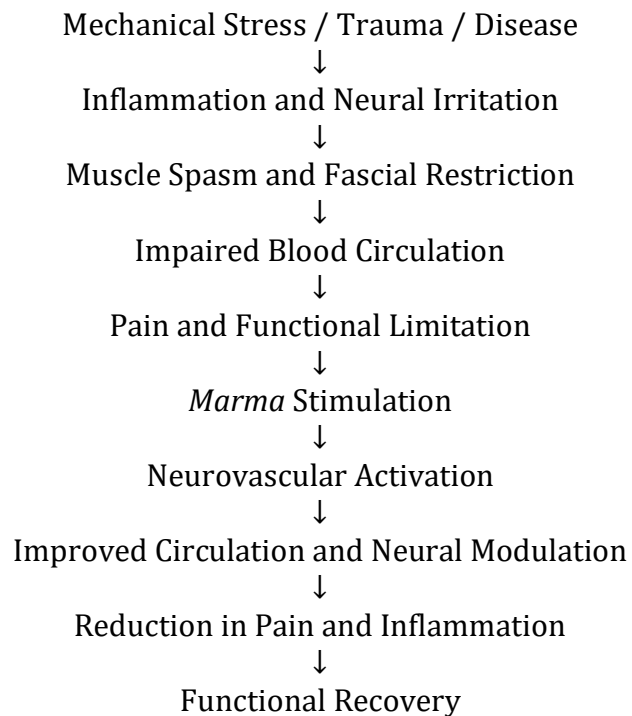 Mechanical Stress / Trauma / Disease
↓
Inflammation and Neural Irritation
↓
Muscle Spasm and Fascial Restriction
↓
Impaired Blood Circulation
↓
Pain and Functional Limitation
↓
Marma Stimulation
↓
Neurovascular Activation
↓
Improved Circulation and Neural Modulation
↓
Reduction in Pain and Inflammation
↓
Functional Recovery